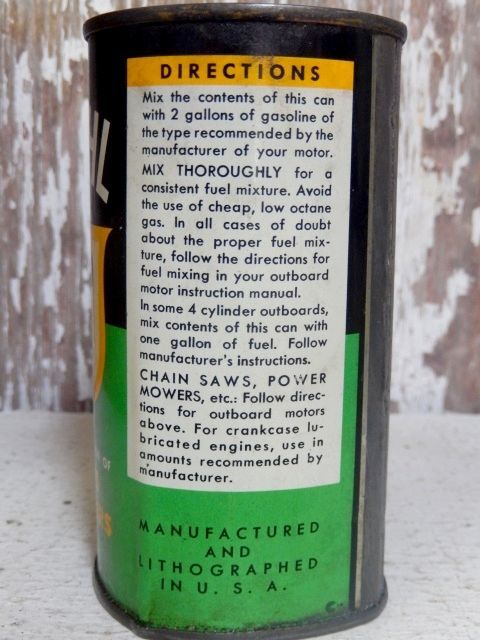 DIRECTIONS
Mix the contents of this can
with 2 gallons of gasoline of
the type recommended by the
manufacturer of your motor.
MIX THOROUGHLY for a
consistent fuel mixture. Avoid
the use of cheap, low octane
gas. In all cases of doubt
about the proper fuel mix-
ture, follow the directions for
fuel mixing in your outboard
motor instruction manual.
In some 4 cylinder outboards,
mix contents of this can with
one gallon of fuel. Follow
manufacturer's instructions.
CHAIN SAWS, POWER
MOWERS, etc.: Follow direc-
tions for outboard motors
above. For crankcase lu-
bricated engines, use in
amounts recommended by
manufacturer.
MANUFACTURED
AND
LITHOGRAPHED
IN U. S. A.
OF